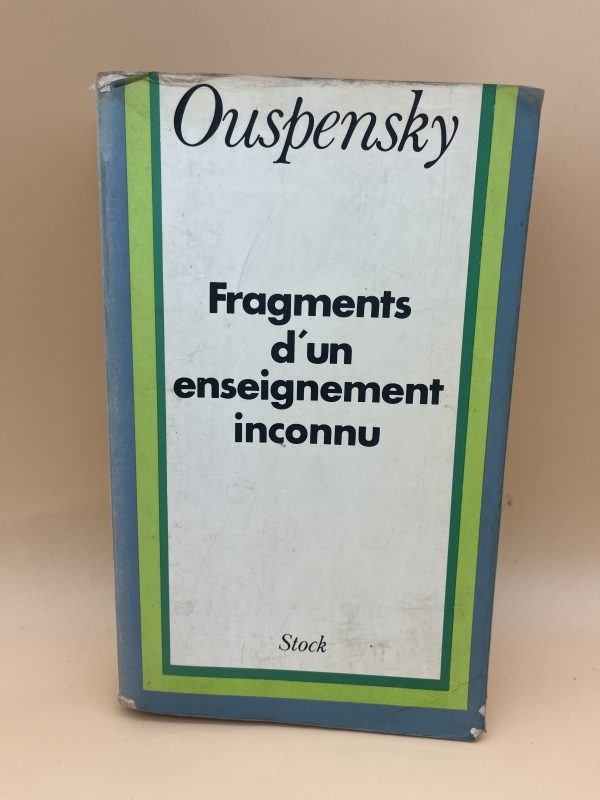 Ouspensky
Fragments
d'un
enseignement
inconnu
Stock